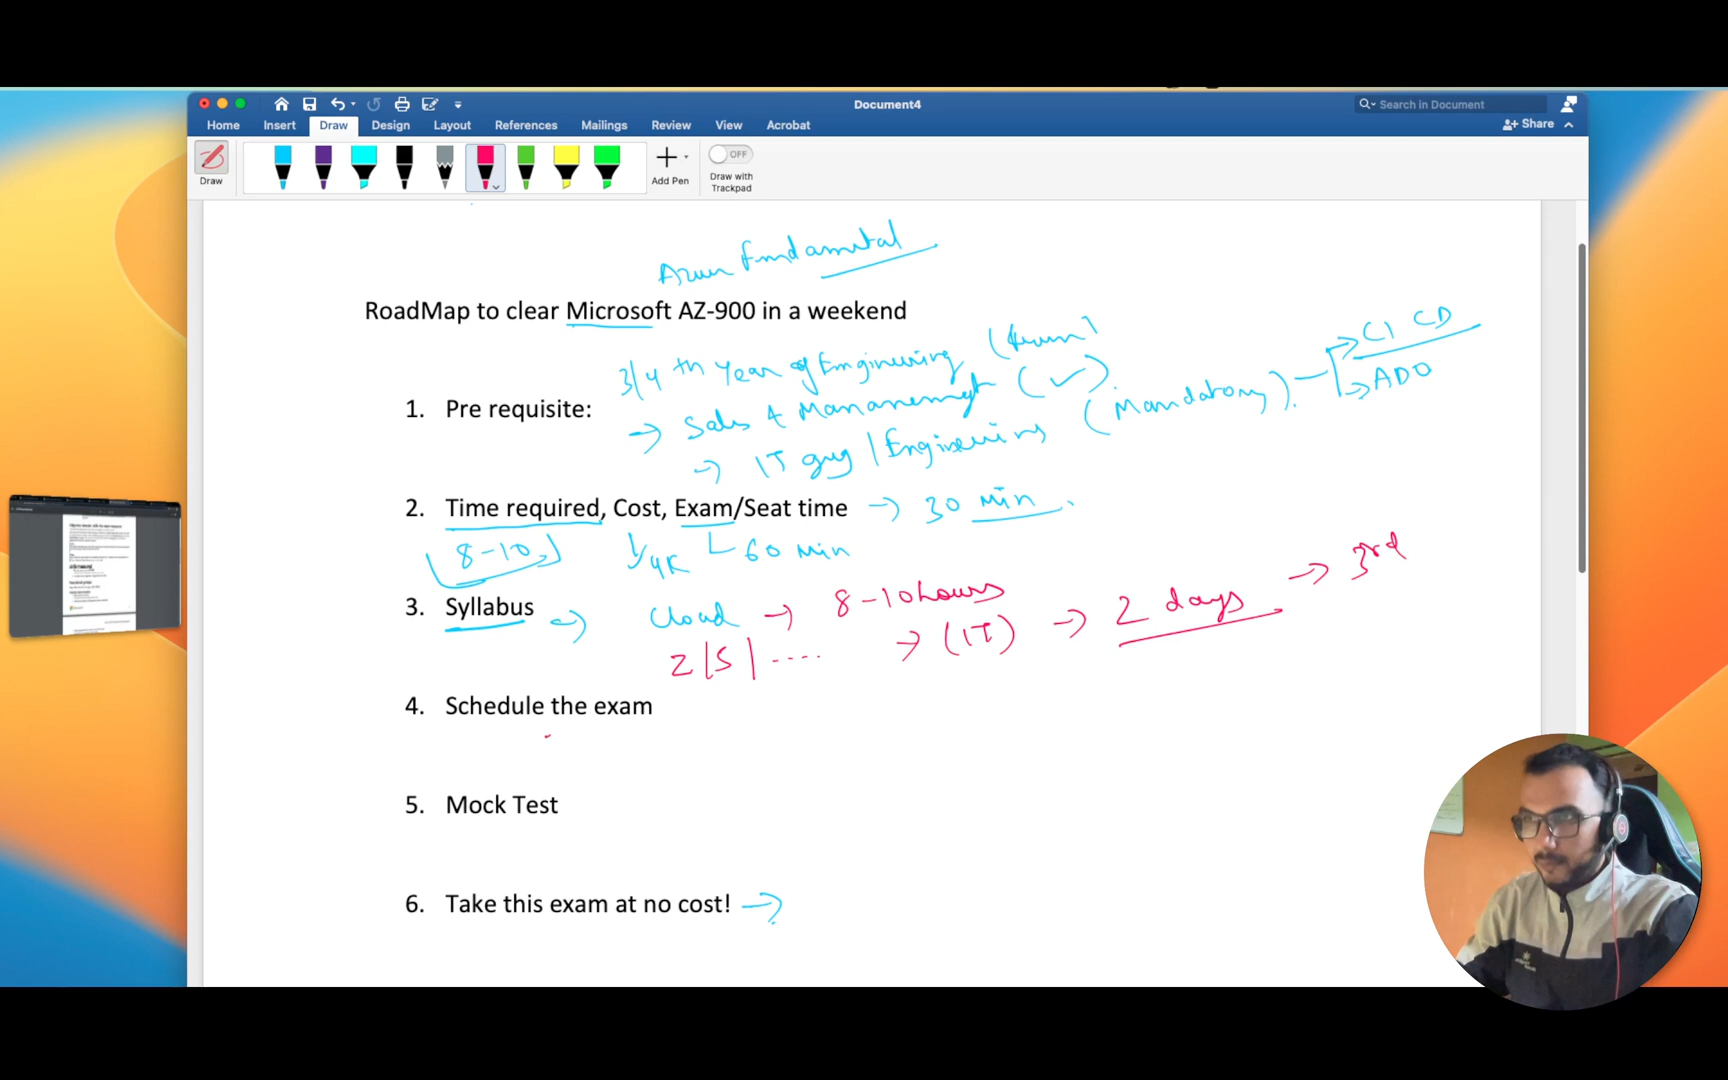 Document4
Search in Document
Home Insert Draw Design Layout References Mailings Review View Acrobat
Share
Draw
Add Pen
OFF
Draw with
Trackpad
Fundamental
RoadMap to clear Microsoft AZ-900 in a weekend
CI CD
3/4 th Year of Engineering
→ ADO
1. Pre requisite:
→ Sales & (✓)
(Mandatory)
→ IT guy / Engineering
2. Time required, Cost, Exam/Seat time → 30 min
8-10 4K 60 Min
3. Syllabus → Cloud → 8-10 hours
→ (IT) → 2 days → 3rd
2|5| ....
4. Schedule the exam
5. Mock Test
6. Take this exam at no cost! →